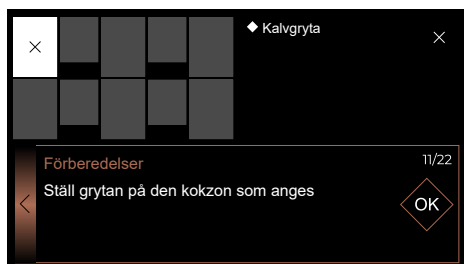 Kalvgryta
Förberedelser
11/22
Ställ grytan på den kokzon som anges
OK